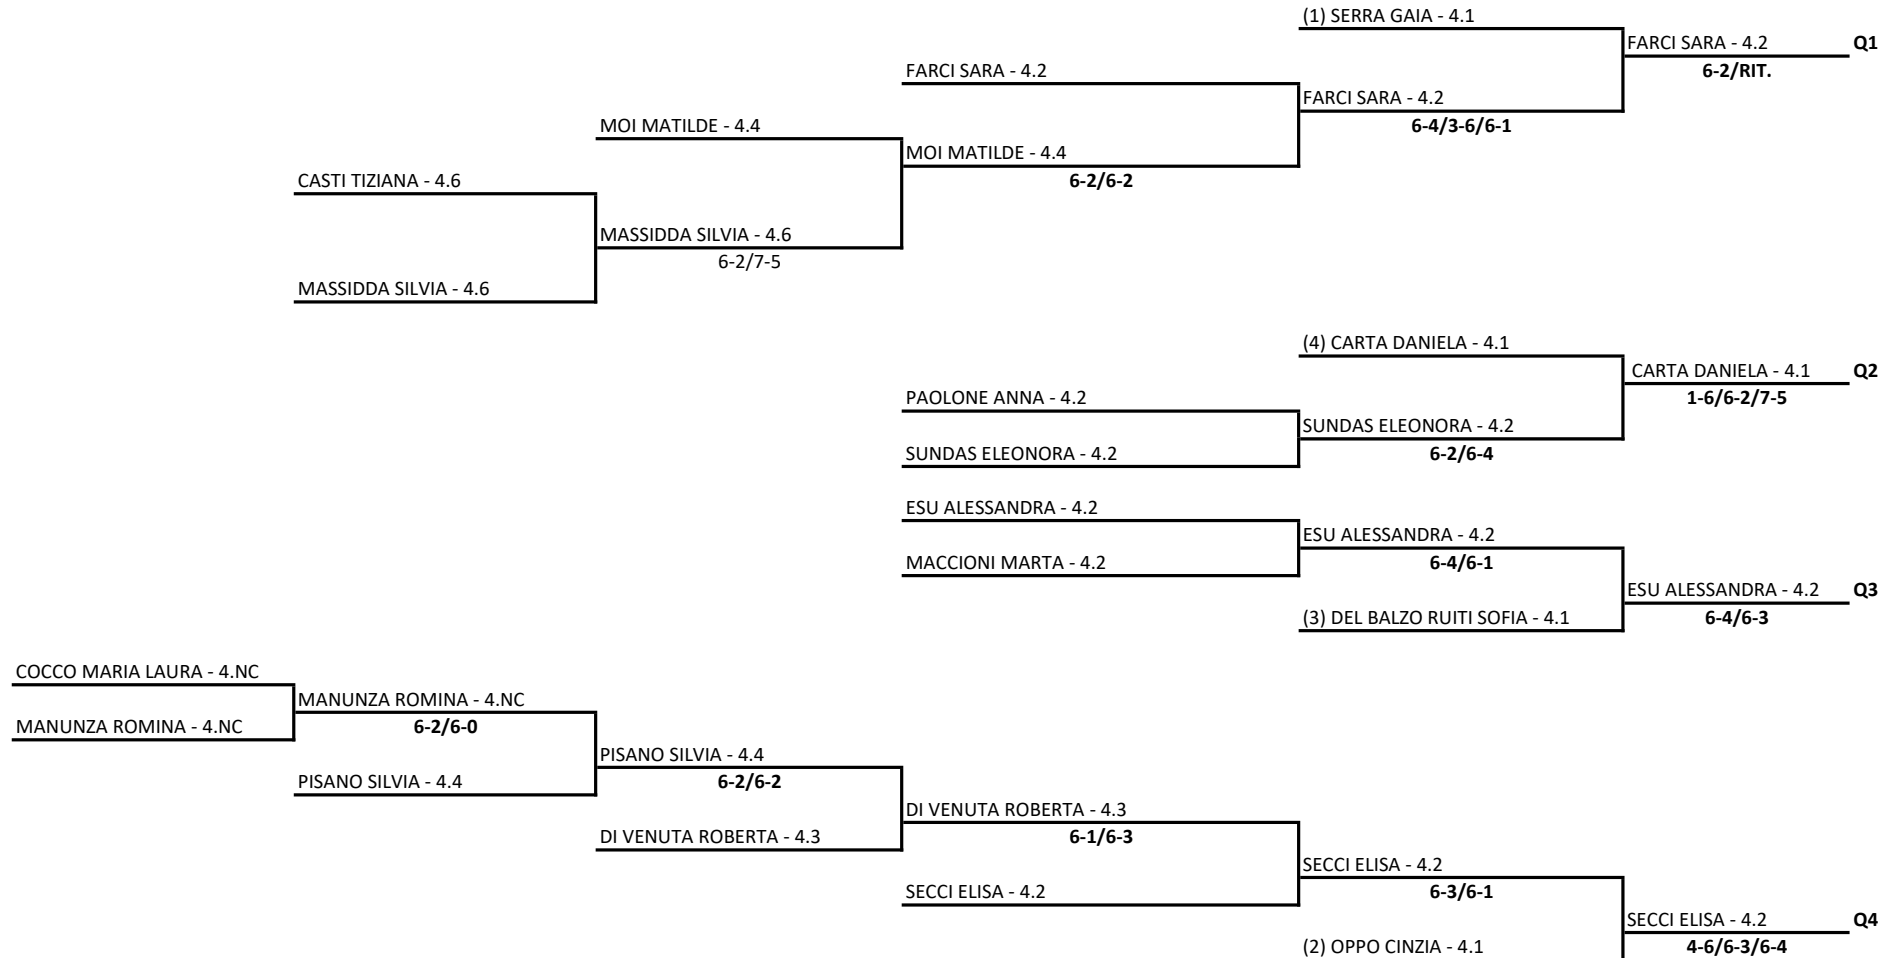 (1) SERRA GAIA - 4.1
FARCI SARA - 4.2 Q1
FARCI SARA - 4.2
6-2/RIT.
FARCI SARA - 4.2
MOI MATILDE - 4.4
6-4/3-6/6-1
MOI MATILDE - 4.4
CASTI TIZIANA - 4.6
6-2/6-2
MASSIDDA SILVIA - 4.6
6-2/7-5
MASSIDDA SILVIA - 4.6
(4) CARTA DANIELA - 4.1
CARTA DANIELA - 4.1 Q2
PAOLONE ANNA - 4.2
1-6/6-2/7-5
SUNDAS ELEONORA - 4.2
SUNDAS ELEONORA - 4.2
6-2/6-4
ESU ALESSANDRA - 4.2
ESU ALESSANDRA - 4.2
MACCIONI MARTA - 4.2
6-4/6-1
ESU ALESSANDRA - 4.2 Q3
(3) DEL BALZO RUITI SOFIA - 4.1
6-4/6-3
COCCO MARIA LAURA - 4.NC
MANUNZA ROMINA - 4.NC
MANUNZA ROMINA - 4.NC
6-2/6-0
PISANO SILVIA - 4.4
PISANO SILVIA - 4.4
6-2/6-2
DI VENUTA ROBERTA - 4.3
DI VENUTA ROBERTA - 4.3
6-1/6-3
SECCI ELISA - 4.2
SECCI ELISA - 4.2
6-3/6-1
SECCI ELISA - 4.2 Q4
(2) OPPO CINZIA - 4.1
4-6/6-3/6-4